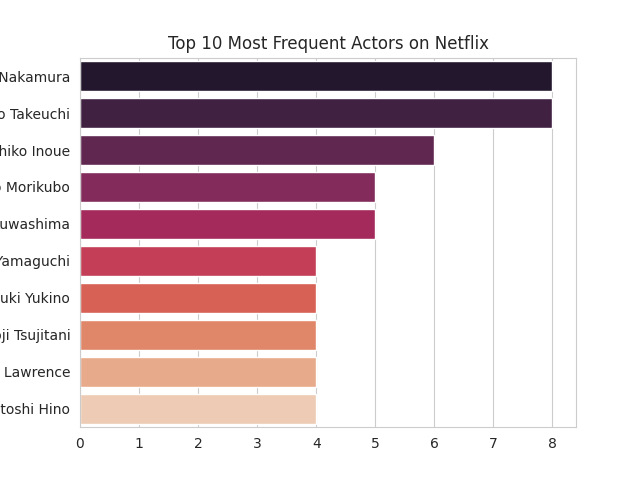 Top 10 Most Frequent Actors on Netflix
Nakamura
o Takeuchi
hiko Inoue
o Morikubo
uwashima
Yamaguchi
uki Yukino
ji Tsujitani
Lawrence
toshi Hino
0 1 2 3 4 5 6 7 8